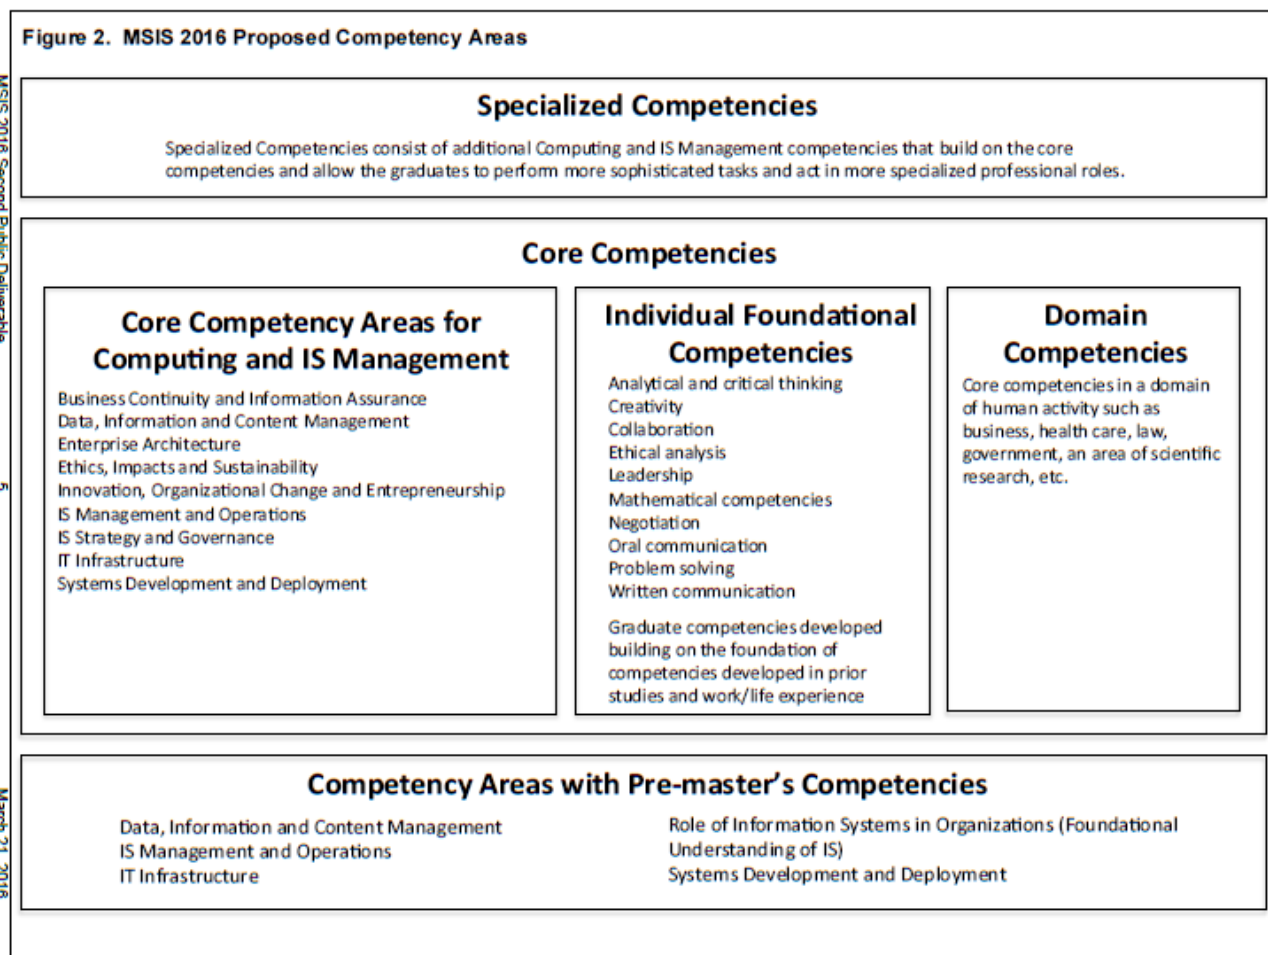 Figure 2. MSIS 2016 Proposed Competency Areas
Specialized Competencies
Specialized Competencies consist of additional Computing and IS Management competencies that build on the core
competencies and allow the graduates to perform more sophisticated tasks and act in more specialized professional roles.
Core Competencies
Core Competency Areas for
Computing and IS Management
Business Continuity and Information Assurance
Data, Information and Content Management
Enterprise Architecture
Ethics, Impacts and Sustainability
Innovation, Organizational Change and Entrepreneurship
IS Management and Operations
IS Strategy and Governance
IT Infrastructure
Systems Development and Deployment
Individual Foundational
Competencies
Analytical and critical thinking
Creativity
Collaboration
Ethical analysis
Leadership
Mathematical competencies
Negotiation
Oral communication
Problem solving
Written communication
Graduate competencies developed
building on the foundation of
competencies developed in prior
studies and work/life experience
Domain
Competencies
Core competencies in a domain
of human activity such as
business, health care, law,
government, an area of scientific
research, etc.
Competency Areas with Pre-master's Competencies
Data, Information and Content Management
IS Management and Operations
IT Infrastructure
Role of Information Systems in Organizations (Foundational
Understanding of IS)
Systems Development and Deployment
MSIS 2016 Second Public Deliverable
5
March 21, 2016